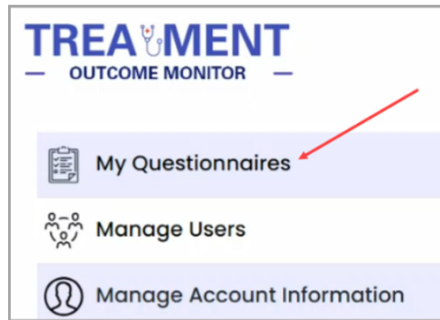 TREATMENT
OUTCOME MONITOR
My Questionnaires
Manage Users
Manage Account Information